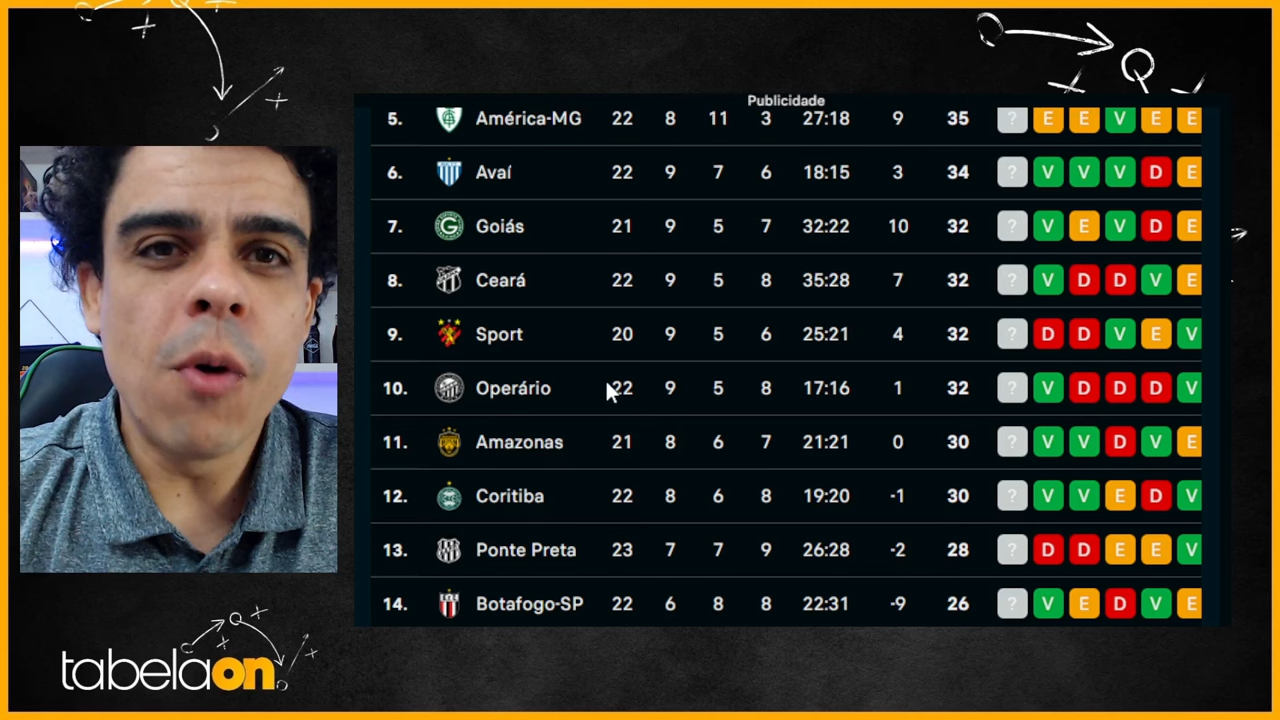 Publicidade
5. América-MG 22 8 11 3 27:18 9 35 ? E E V E E
6. Avaí 22 9 7 6 18:15 3 34 ? V V V D E
7. Goiás 21 9 5 7 32:22 10 32 ? V E V D E
8. Ceará 22 9 5 8 35:28 7 32 ? V D D V E
9. Sport 20 9 5 6 25:21 4 32 ? D D V E V
10. Operário 22 9 5 8 17:16 1 32 ? V D D D V
11. Amazonas 21 8 6 7 21:21 0 30 ? V V D V E
12. Coritiba 22 8 6 8 19:20 -1 30 ? V V E D V
13. Ponte Preta 23 7 7 9 26:28 -2 28 ? D D E E V
14. Botafogo-SP 22 6 8 8 22:31 -9 26 ? V E D V E
tabelaon